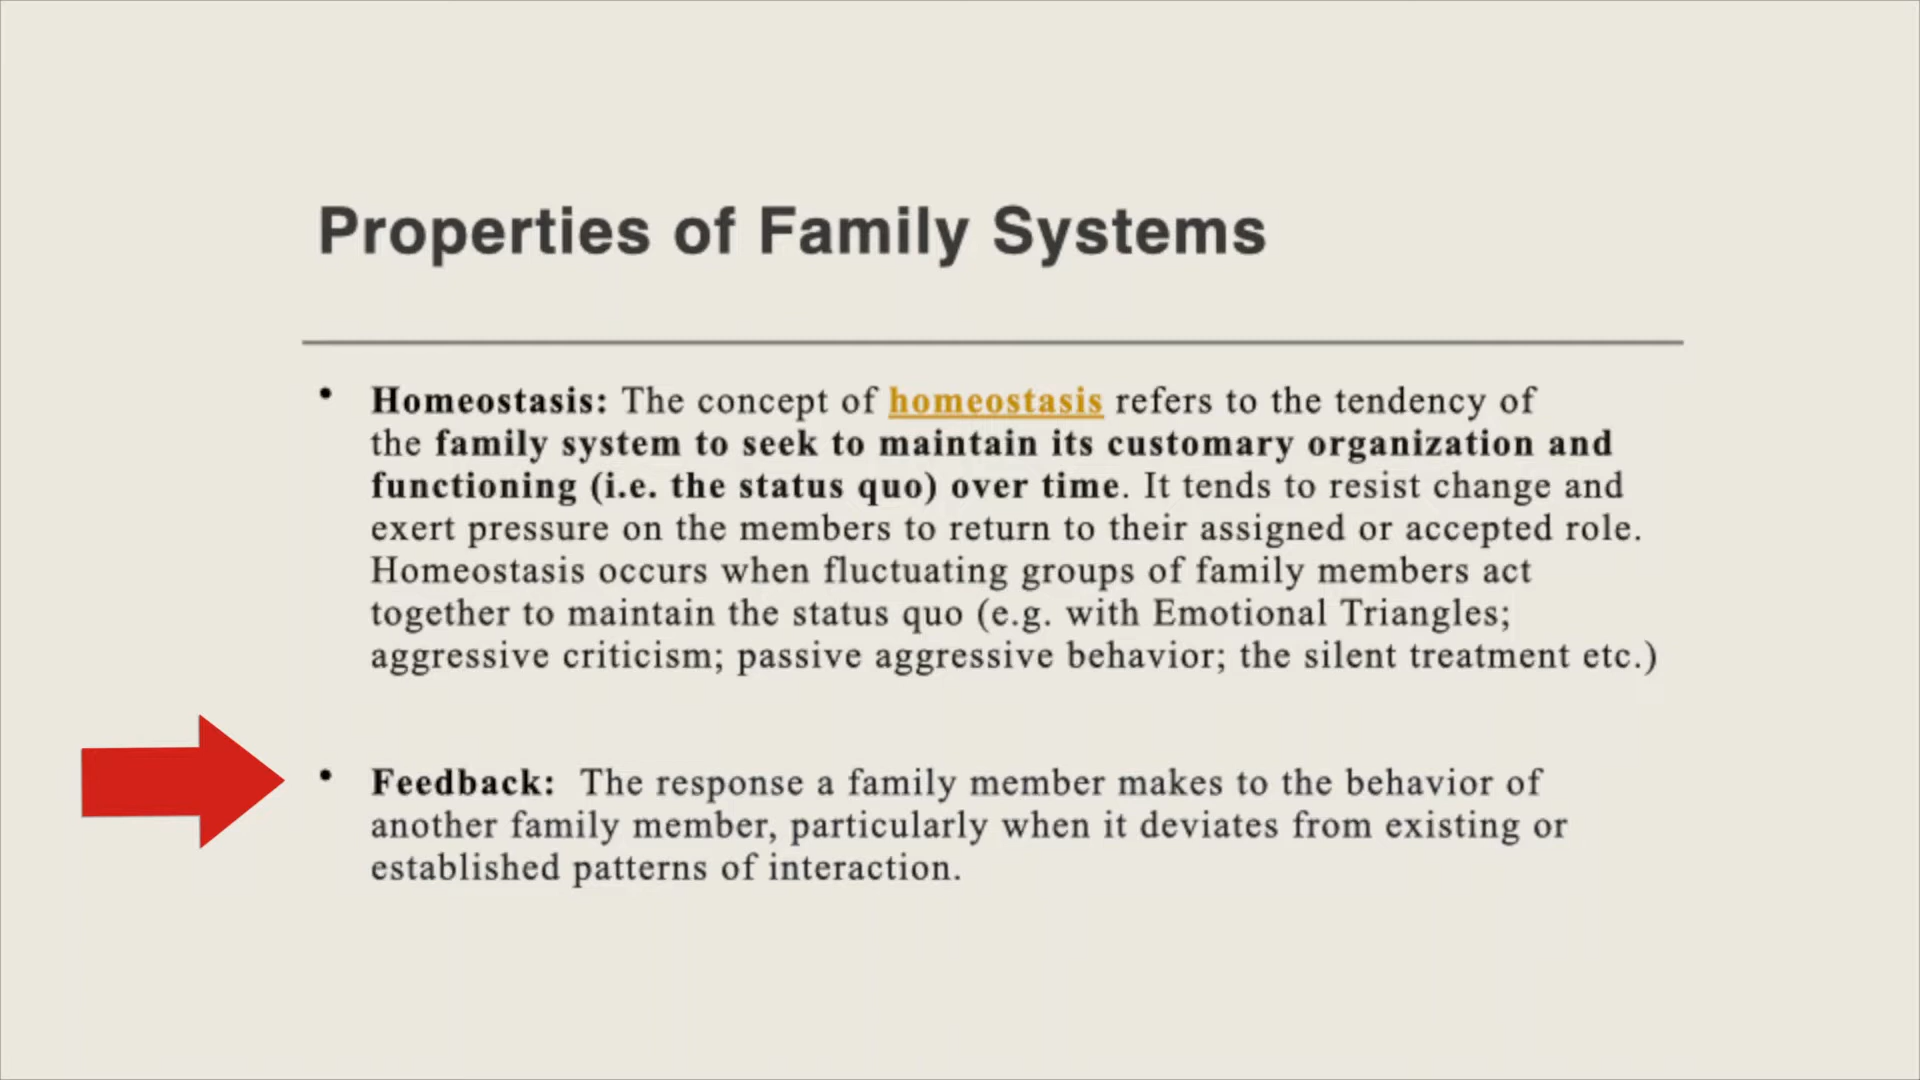 Properties of Family Systems
• Homeostasis: The concept of homeostasis refers to the tendency of
the family system to seek to maintain its customary organization and
functioning (i.e. the status quo) over time. It tends to resist change and
exert pressure on the members to return to their assigned or accepted role.
Homeostasis occurs when fluctuating groups of family members act
together to maintain the status quo (e.g. with Emotional Triangles;
aggressive criticism; passive aggressive behavior; the silent treatment etc.)
• Feedback: The response a family member makes to the behavior of
another family member, particularly when it deviates from existing or
established patterns of interaction.